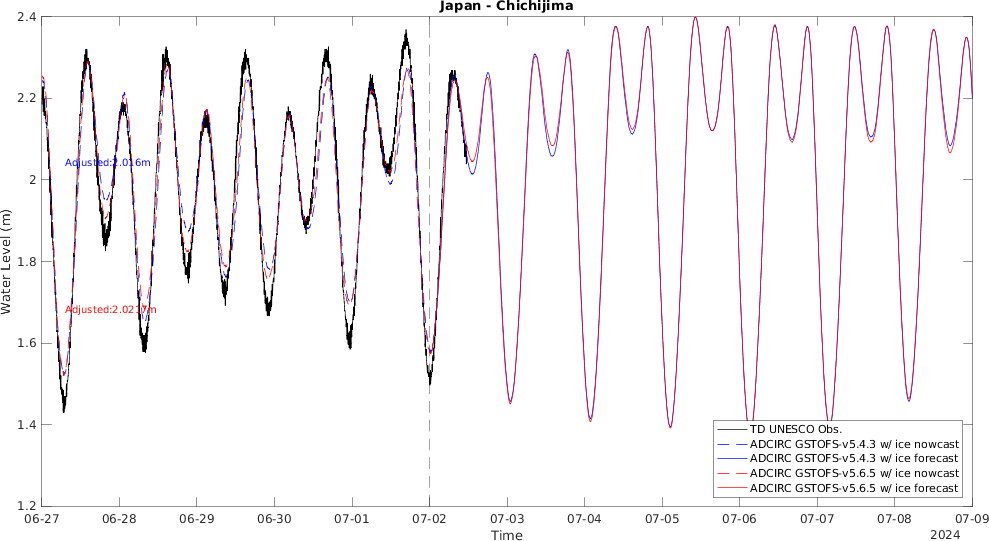 Japan - Chichijima
2.4
2.2
2
1.8
1.6
1.4
1.2
Water Level (m)
Adjusted:2.016m
Adjusted:2.0217m
TD UNESCO Obs.
ADCIRC GSTOFS-v5.4.3 w/ ice nowcast
ADCIRC GSTOFS-v5.4.3 w/ ice forecast
ADCIRC GSTOFS-v5.6.5 w/ ice nowcast
ADCIRC GSTOFS-v5.6.5 w/ ice forecast
06-27 06-28 06-29 06-30 07-01 07-02 07-03 07-04 07-05 07-06 07-07 07-08 07-09
Time
2024